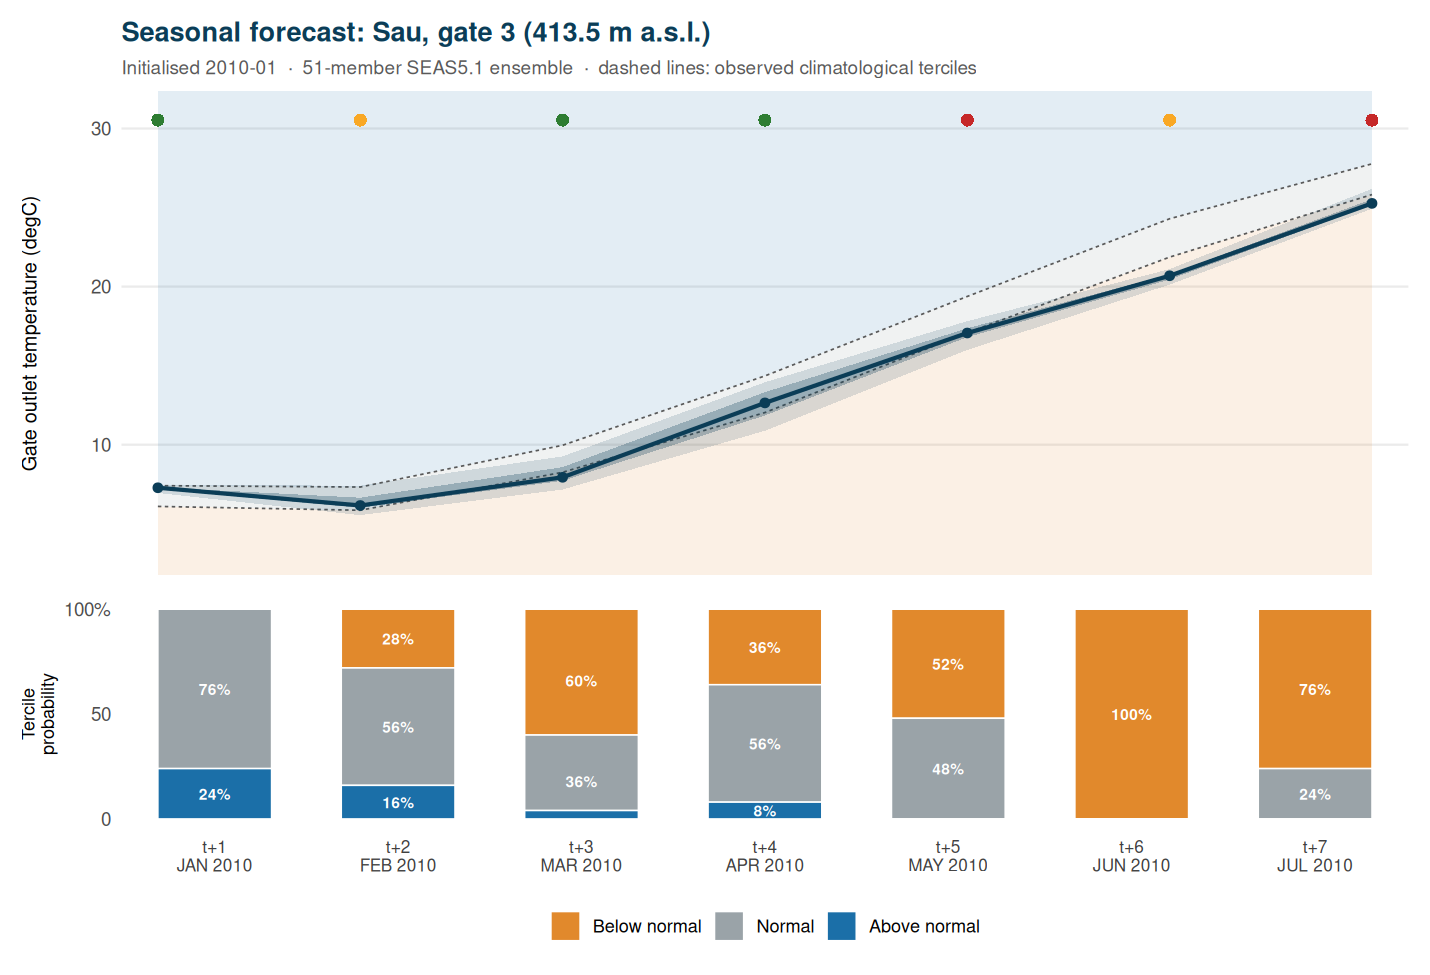 Seasonal forecast: Sau, gate 3 (413.5 m a.s.l.)
Initialised 2010-01 · 51-member SEAS5.1 ensemble · dashed lines: observed climatological terciles
Gate outlet temperature (degC)
30
20
10
Tercile
probability
100%
50
0
76%
24%
28%
56%
16%
60%
36%
36%
56%
8%
52%
48%
100%
76%
24%
t+1
JAN 2010
t+2
FEB 2010
t+3
MAR 2010
t+4
APR 2010
t+5
MAY 2010
t+6
JUN 2010
t+7
JUL 2010
Below normal
Normal
Above normal